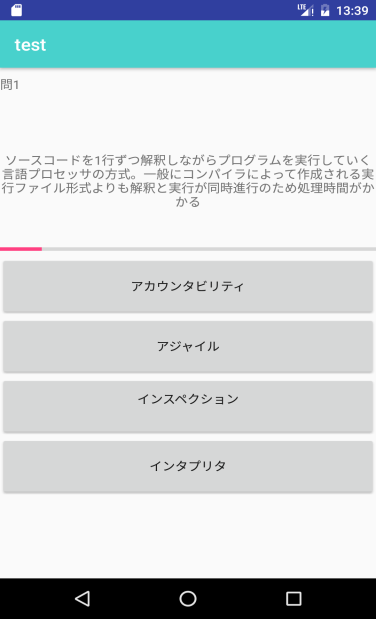 LTE 13:39
test
問1
ソースコードを1行ずつ解釈しながらプログラムを実行していく
言語プロセッサの方式。一般にコンパイラによって作成される実
行ファイル形式よりも解釈と実行が同時進行のため処理時間がか
かる
アカウンタビリティ
アジャイル
インスペクション
インタプリタ